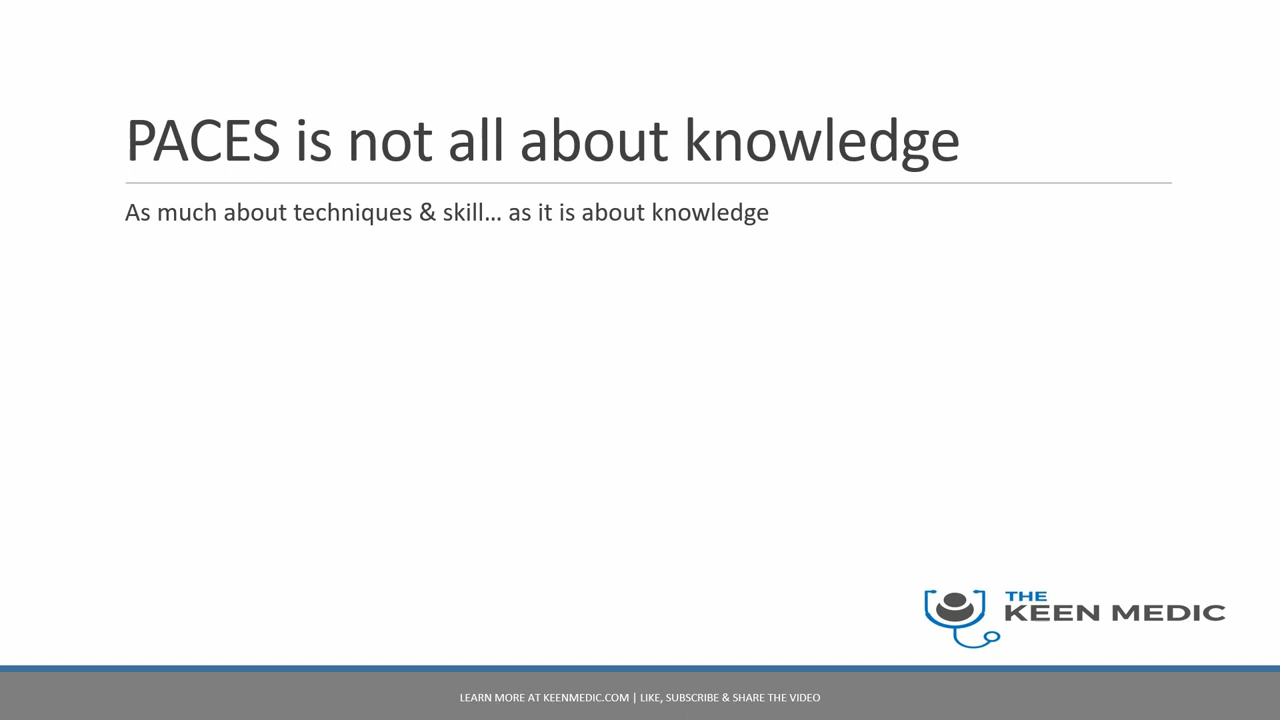 PACES is not all about knowledge
As much about techniques & skill... as it is about knowledge
THE
KEEN MEDIC
LEARN MORE AT KEENMEDIC.COM | LIKE, SUBSCRIBE & SHARE THE VIDEO